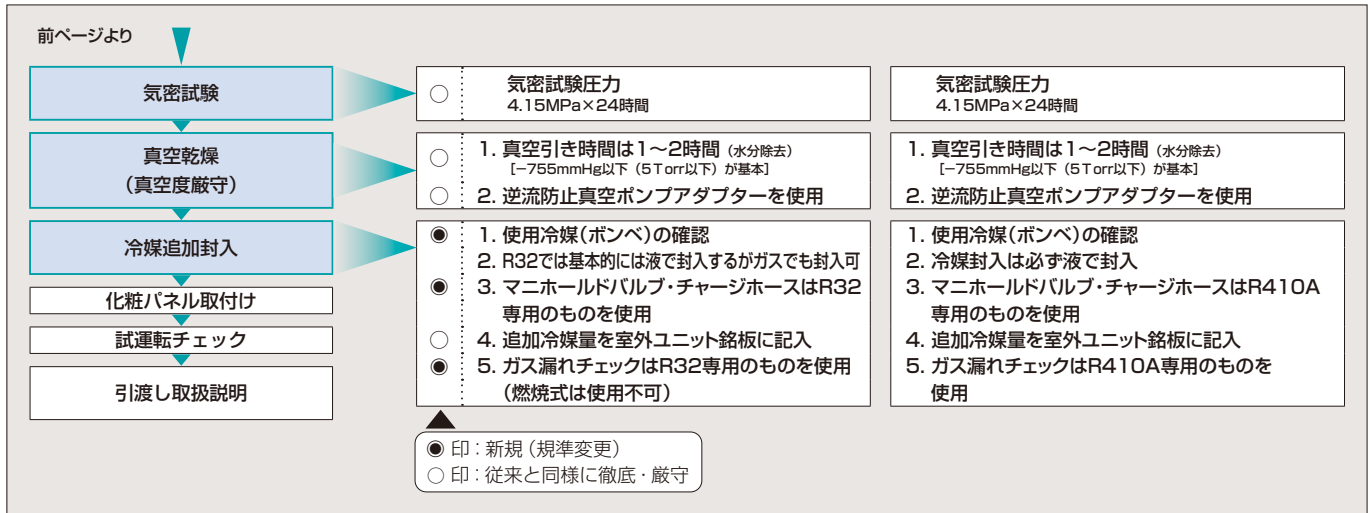 前ページより
気密試験
○ 気密試験圧力
4.15MPa×24時間
気密試験圧力
4.15MPa×24時間
真空乾燥
(真空度厳守)
○ 1. 真空引き時間は1〜2時間 (水分除去)
[−755mmHg以下 (5Torr以下) が基本]
○ 2. 逆流防止真空ポンプアダプターを使用
1. 真空引き時間は1〜2時間 (水分除去)
[−755mmHg以下 (5Torr以下) が基本]
2. 逆流防止真空ポンプアダプターを使用
冷媒追加封入
◉ 1. 使用冷媒(ボンベ)の確認
2. R32では基本的には液で封入するがガスでも封入可
◉ 3. マニホールドバルブ・チャージホースはR32
専用のものを使用
○ 4. 追加冷媒量を室外ユニット銘板に記入
◉ 5. ガス漏れチェックはR32専用のものを使用
(燃焼式は使用不可)
1. 使用冷媒(ボンベ)の確認
2. 冷媒封入は必ず液で封入
3. マニホールドバルブ・チャージホースはR410A
専用のものを使用
4. 追加冷媒量を室外ユニット銘板に記入
5. ガス漏れチェックはR410A専用のものを
使用
化粧パネル取付け
試運転チェック
引渡し取扱説明
◉ 印：新規 (規準変更)
○ 印：従来と同様に徹底・厳守